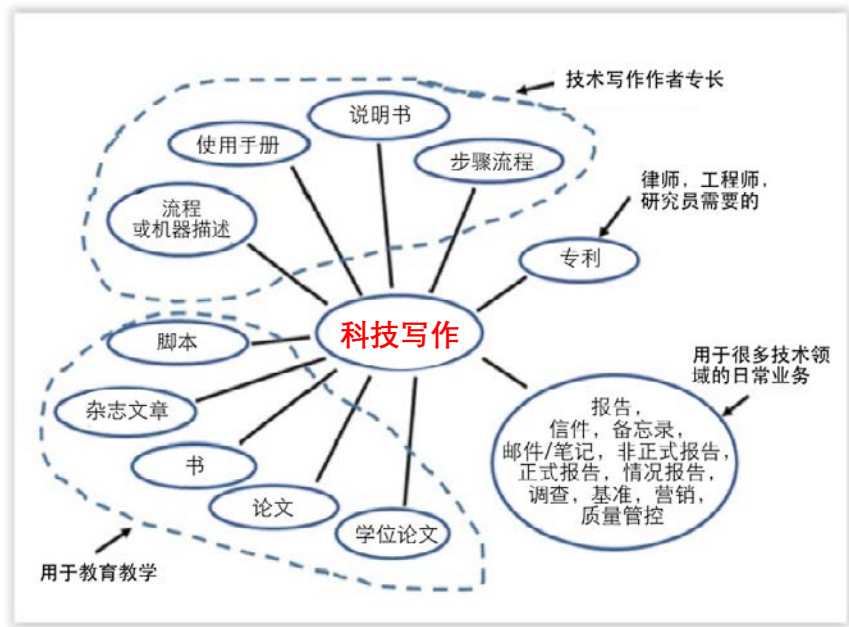 技术写作作者专长
说明书
使用手册
步骤流程
流程
或机器描述
律师，工程师，
研究员需要的
专利
科技写作
脚本
杂志文章
书
论文
学位论文
用于教育教学
用于很多技术领
域的日常业务
报告，
信件，备忘录，
邮件/笔记，非正式报告，
正式报告，情况报告，
调查，基准，营销，
质量管控